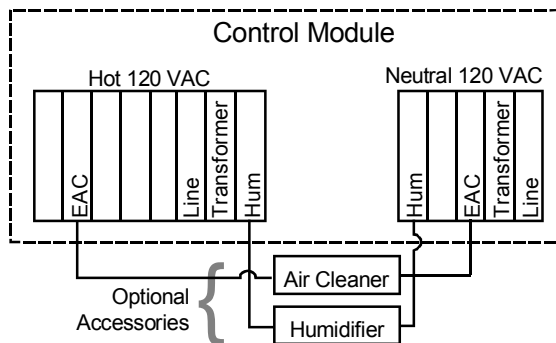 Control Module
Hot 120 VAC
Neutral 120 VAC
EAC
Line
Transformer
Hum
Hum
EAC
Transformer
Line
Air Cleaner
Optional
Accessories
Humidifier